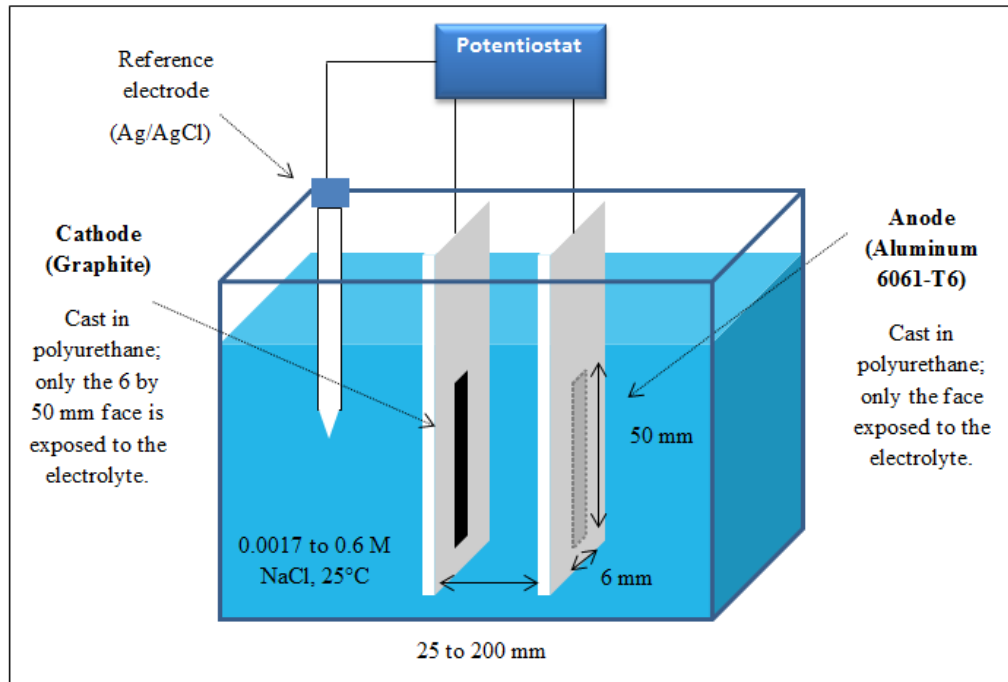 Potentiostat
Reference
electrode
(Ag/AgCl)
Cathode
(Graphite)
Cast in
polyurethane;
only the 6 by
50 mm face is
exposed to the
electrolyte.
Anode
(Aluminum
6061-T6)
Cast in
polyurethane;
only the face
exposed to the
electrolyte.
50 mm
6 mm
0.0017 to 0.6 M
NaCl, 25°C
25 to 200 mm